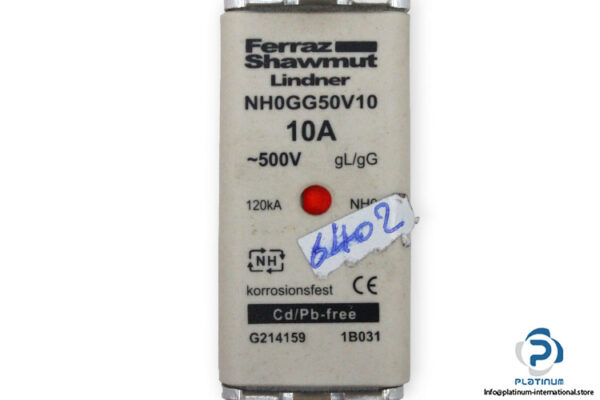 Ferraz
Shawmut
Lindner
NH0GG50V10
10A
~500V gL/gG
120kA NH0
6402
NH
korrosionsfest CE
Cd/Pb-free
G214159 1B031
PLATINUM
Info@platinum-international.store